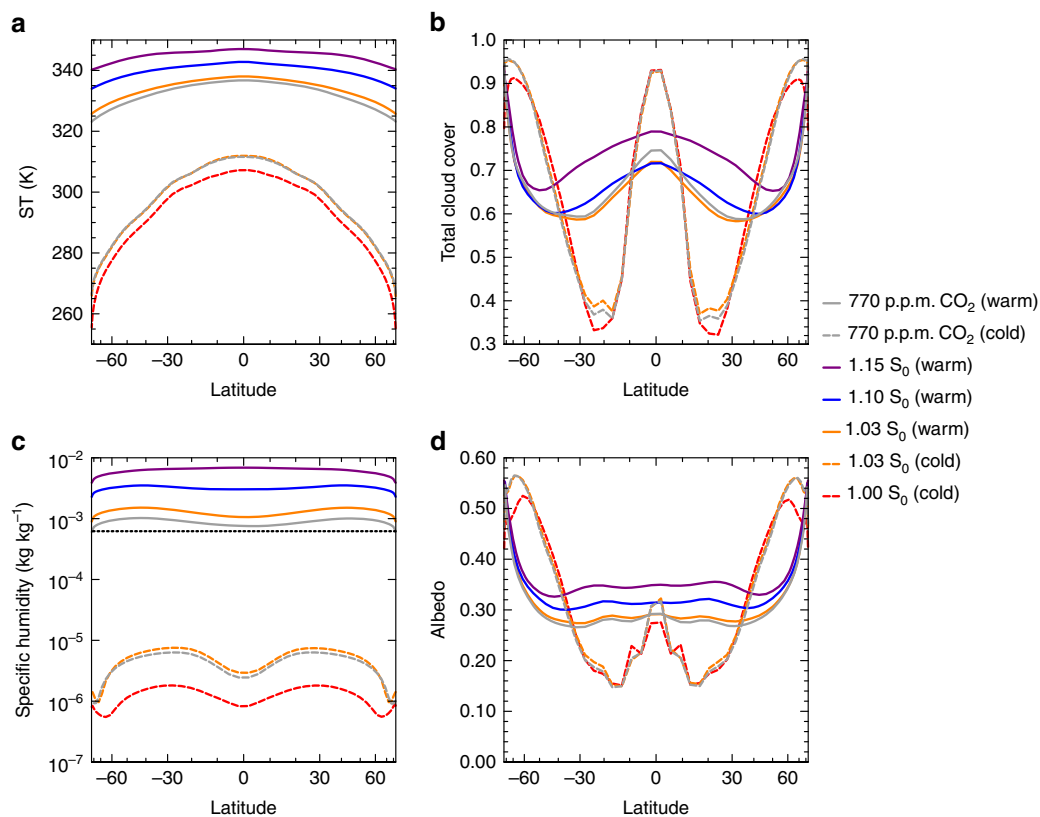 a
340
320
300
280
260
ST (K)
−60
−30
0
30
60
Latitude
b
1.0
0.9
0.8
0.7
0.6
0.5
0.4
0.3
Total cloud cover
−60
−30
0
30
60
Latitude
770 p.p.m. CO₂ (warm)
770 p.p.m. CO₂ (cold)
1.15 S₀ (warm)
1.10 S₀ (warm)
1.03 S₀ (warm)
1.03 S₀ (cold)
1.00 S₀ (cold)
c
10⁻²
10⁻³
10⁻⁴
10⁻⁵
10⁻⁶
10⁻⁷
Specific humidity (kg kg⁻¹)
−60
−30
0
30
60
Latitude
d
0.60
0.50
0.40
0.30
0.20
0.10
0.00
Albedo
−60
−30
0
30
60
Latitude